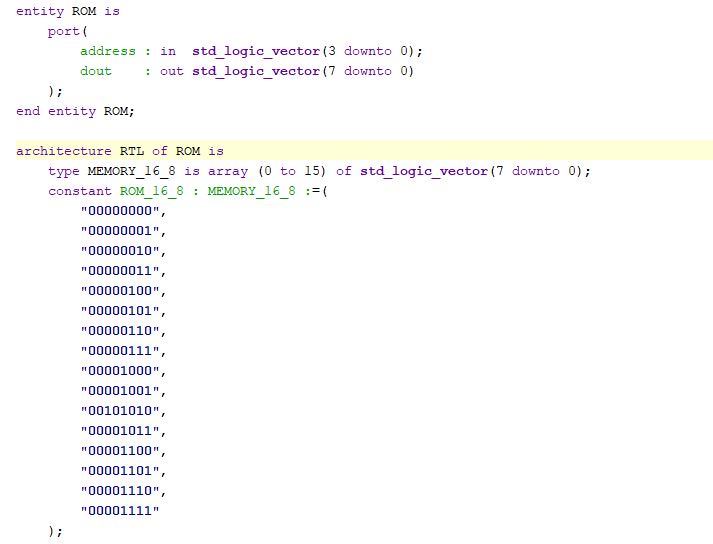 entity ROM is
    port(
        address : in  std_logic_vector(3 downto 0);
        dout    : out std_logic_vector(7 downto 0)
    );
end entity ROM;

architecture RTL of ROM is
    type MEMORY_16_8 is array (0 to 15) of std_logic_vector(7 downto 0);
    constant ROM_16_8 : MEMORY_16_8 :=(
        "00000000",
        "00000001",
        "00000010",
        "00000011",
        "00000100",
        "00000101",
        "00000110",
        "00000111",
        "00001000",
        "00001001",
        "00101010",
        "00001011",
        "00001100",
        "00001101",
        "00001110",
        "00001111"
    );